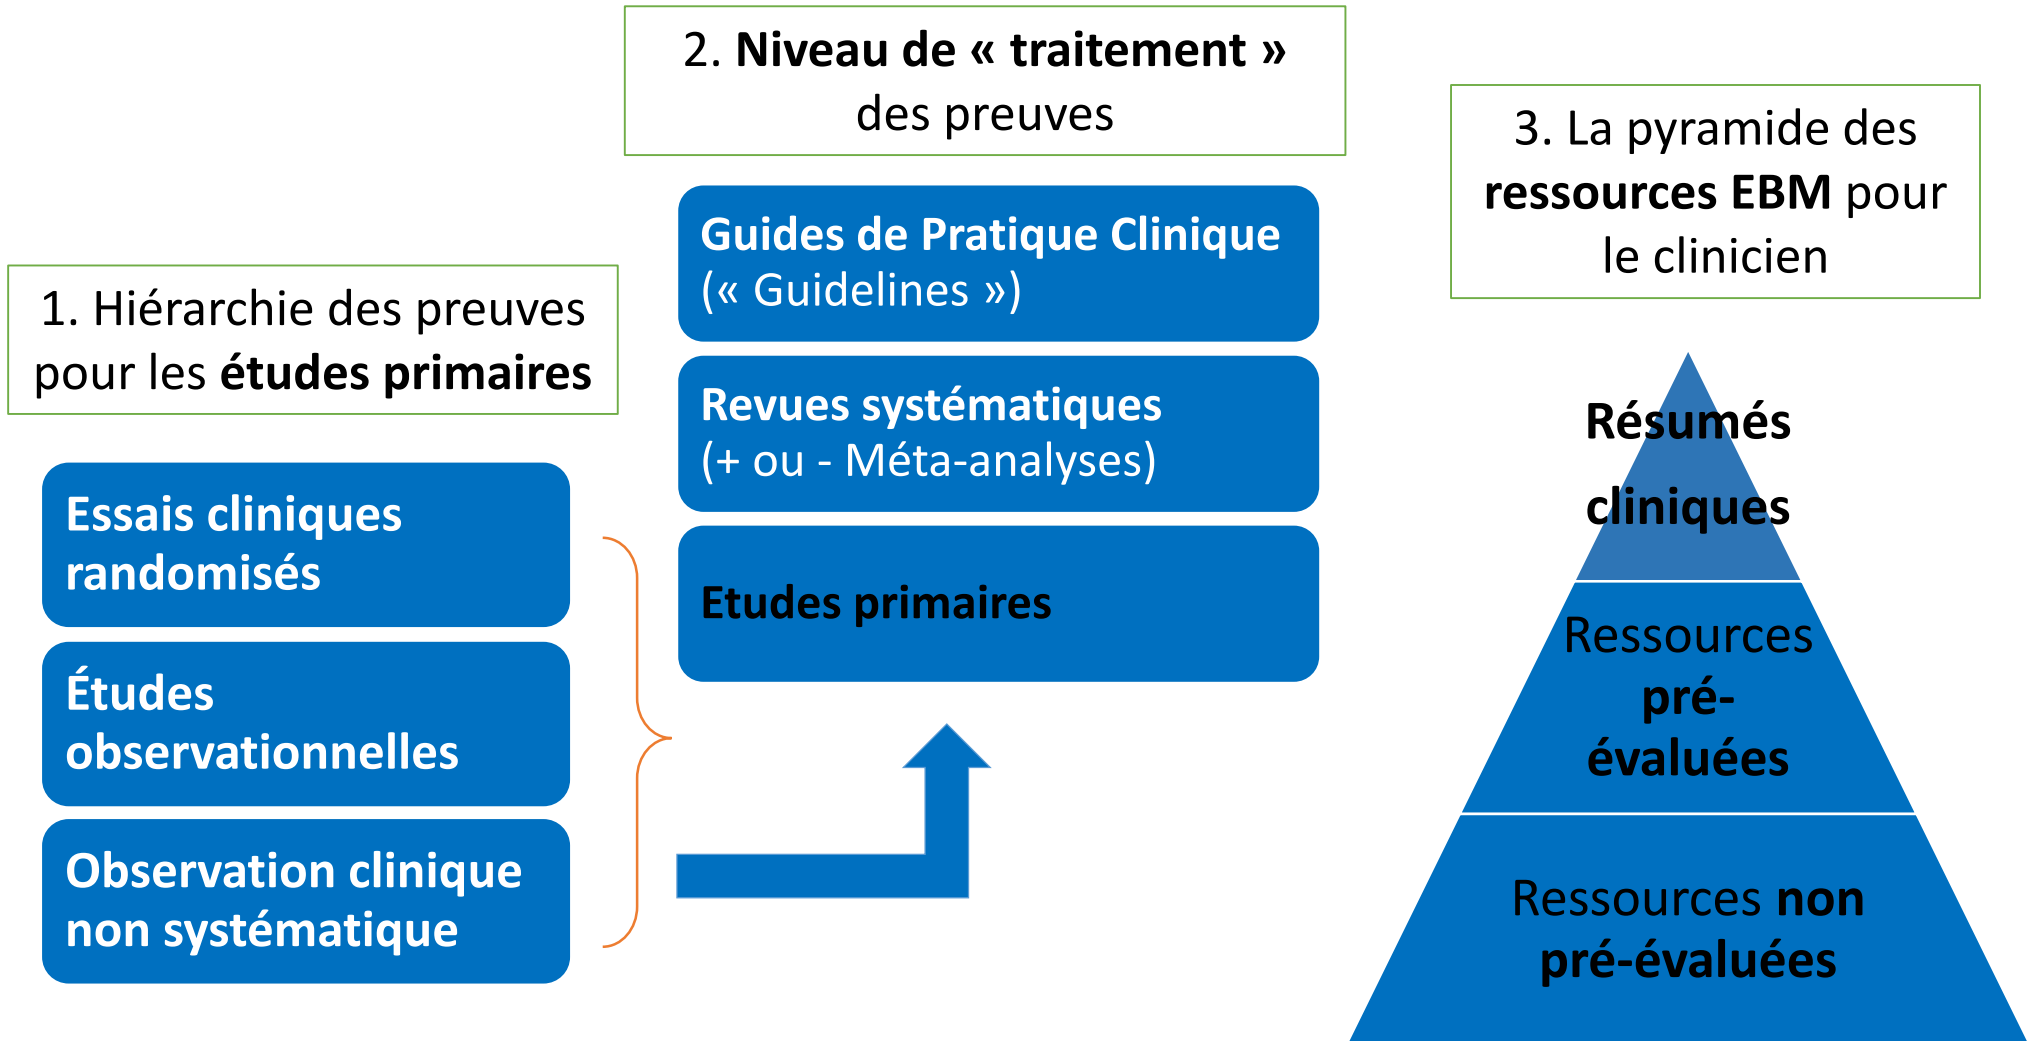 1. Hiérarchie des preuves
pour les études primaires
Essais cliniques
randomisés
Études
observationnelles
Observation clinique
non systématique
2. Niveau de « traitement »
des preuves
Guides de Pratique Clinique
(« Guidelines »)
Revues systématiques
(+ ou - Méta-analyses)
Etudes primaires
3. La pyramide des
ressources EBM pour
le clinicien
Résumés
cliniques
Ressources
pré-
évaluées
Ressources non
pré-évaluées